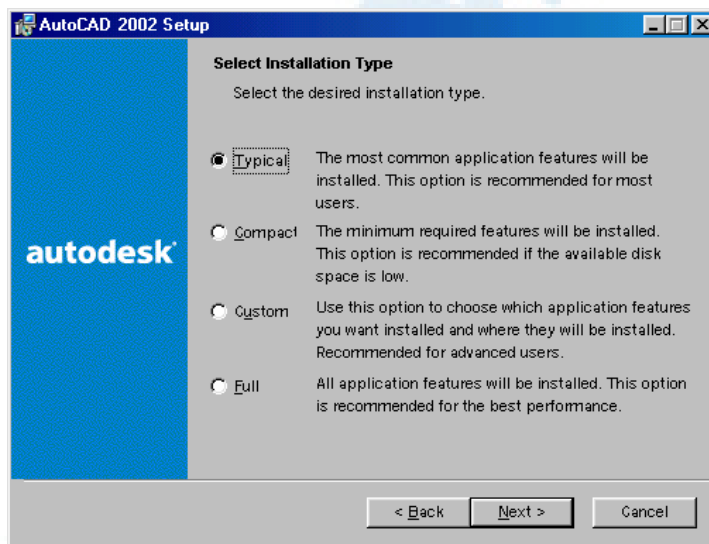 AutoCAD 2002 Setup
Select Installation Type
Select the desired installation type.
Typical
The most common application features will be
installed. This option is recommended for most
users.
Compact
The minimum required features will be installed.
This option is recommended if the available disk
space is low.
Custom
Use this option to choose which application features
you want installed and where they will be installed.
Recommended for advanced users.
Full
All application features will be installed. This option
is recommended for the best performance.
autodesk
< Back
Next >
Cancel